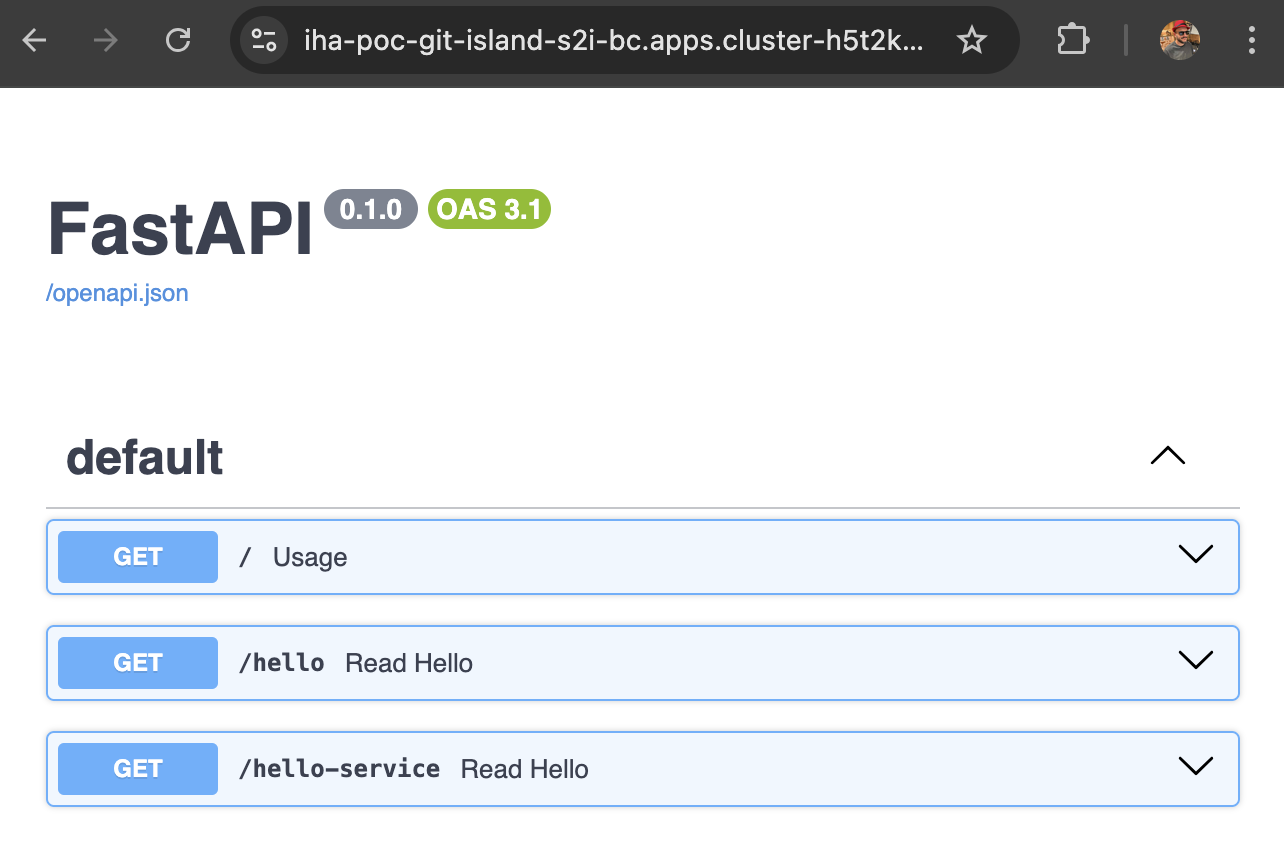 iha-poc-git-island-s2i-bc.apps.cluster-h5t2k...
FastAPI 0.1.0 OAS 3.1
/openapi.json
default
GET / Usage
GET /hello Read Hello
GET /hello-service Read Hello